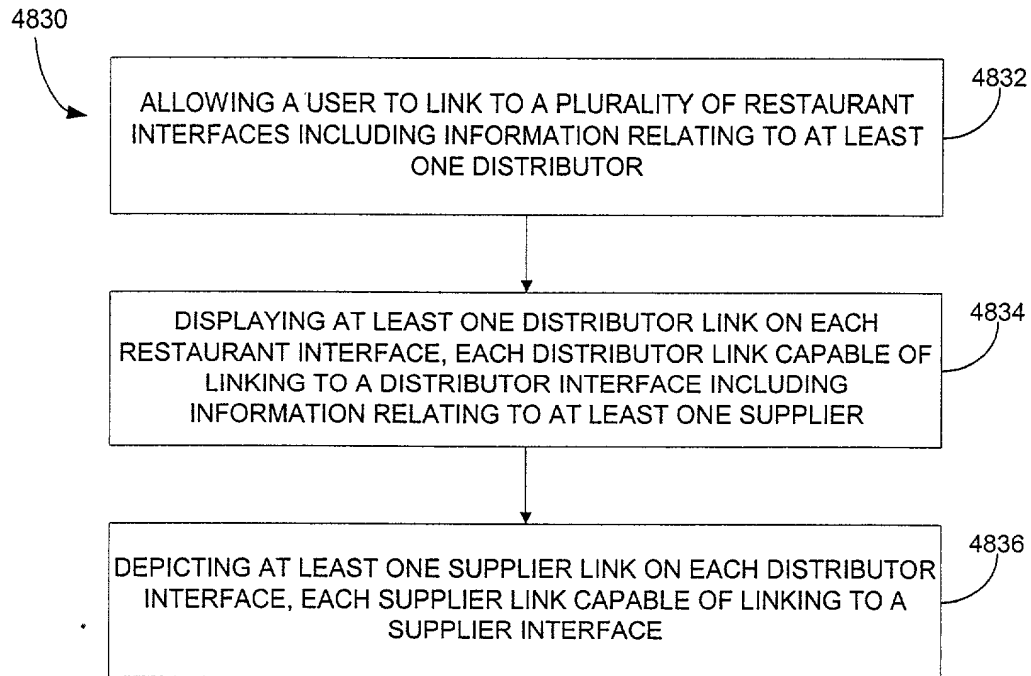 4830
4832
ALLOWING A USER TO LINK TO A PLURALITY OF RESTAURANT
INTERFACES INCLUDING INFORMATION RELATING TO AT LEAST
ONE DISTRIBUTOR
4834
DISPLAYING AT LEAST ONE DISTRIBUTOR LINK ON EACH
RESTAURANT INTERFACE, EACH DISTRIBUTOR LINK CAPABLE OF
LINKING TO A DISTRIBUTOR INTERFACE INCLUDING
INFORMATION RELATING TO AT LEAST ONE SUPPLIER
4836
DEPICTING AT LEAST ONE SUPPLIER LINK ON EACH DISTRIBUTOR
INTERFACE, EACH SUPPLIER LINK CAPABLE OF LINKING TO A
SUPPLIER INTERFACE